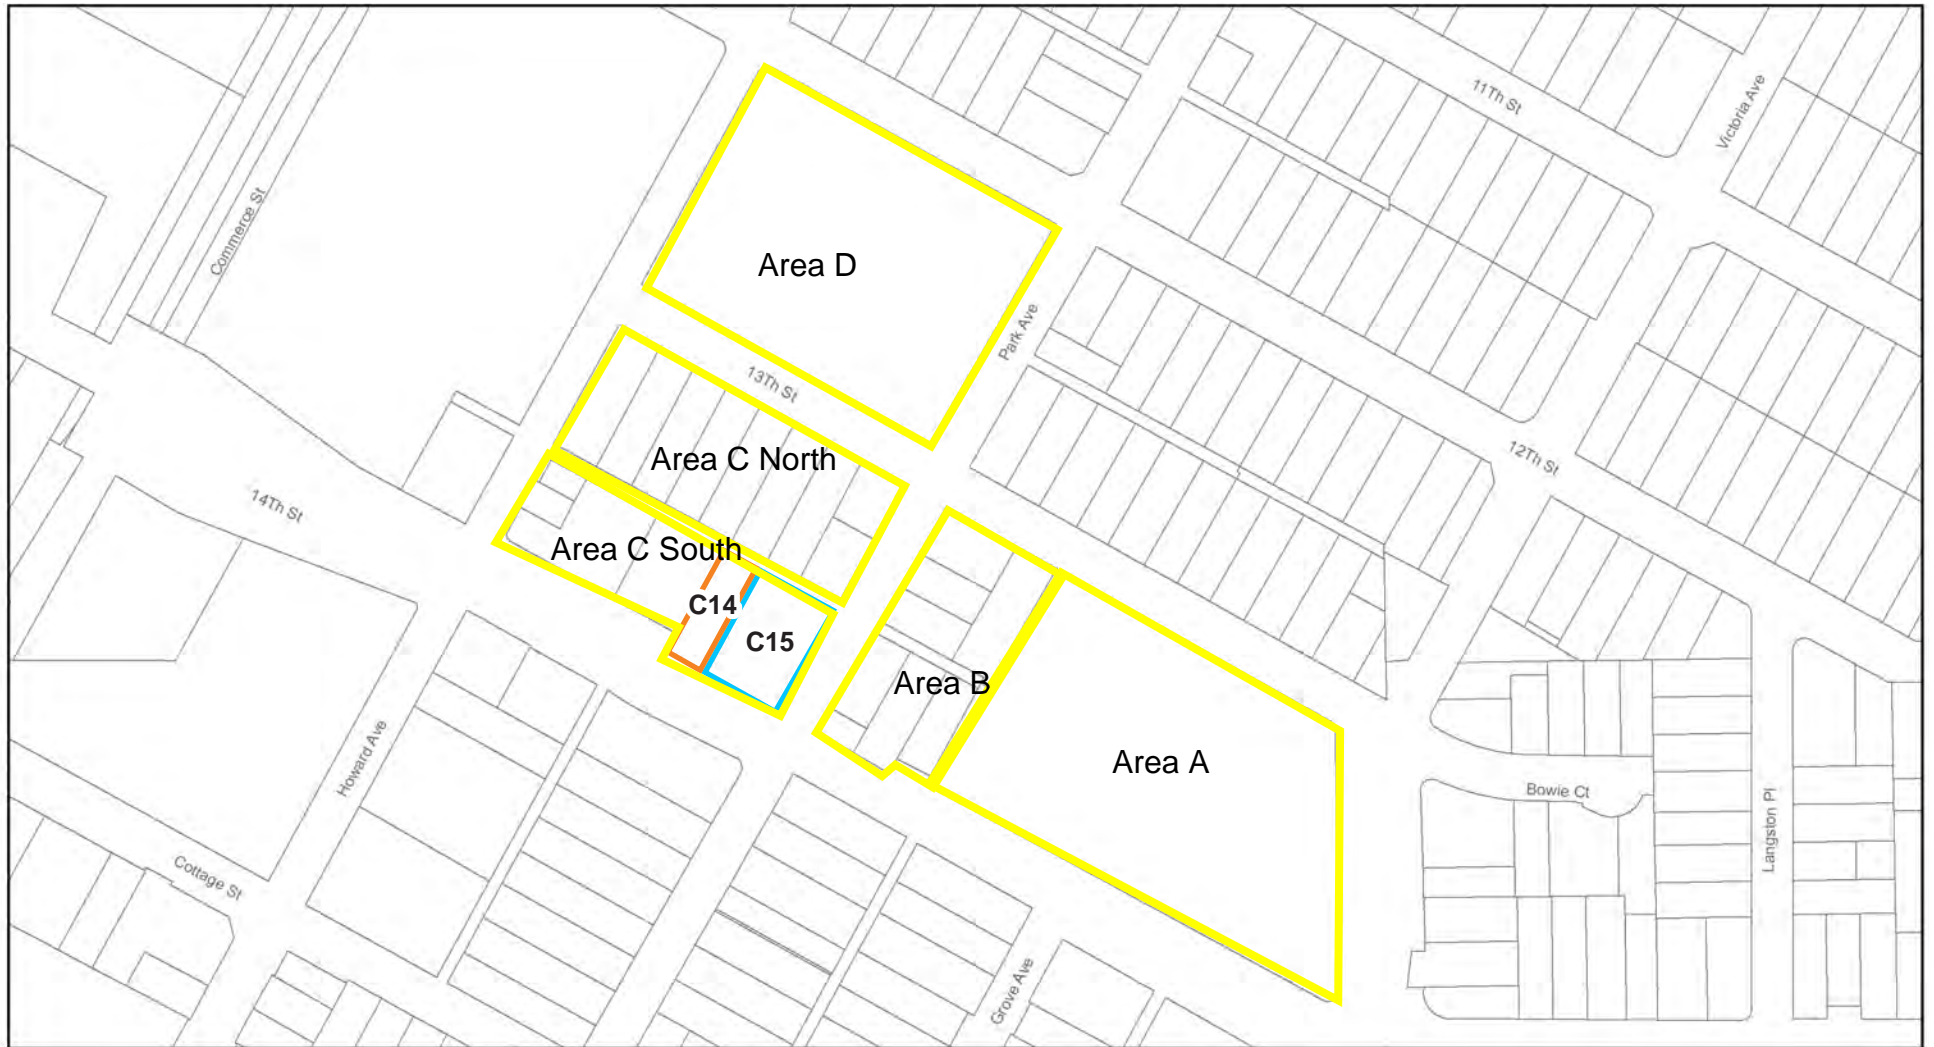 11Th St
Victoria Ave
Commerce St
Area D
Park Ave
13Th St
Area C North
12Th St
14Th St
Area C South
C14
C15
Area B
Area A
Howard Ave
Bowie Ct
Langston Pl
Cottage St
Grove Ave